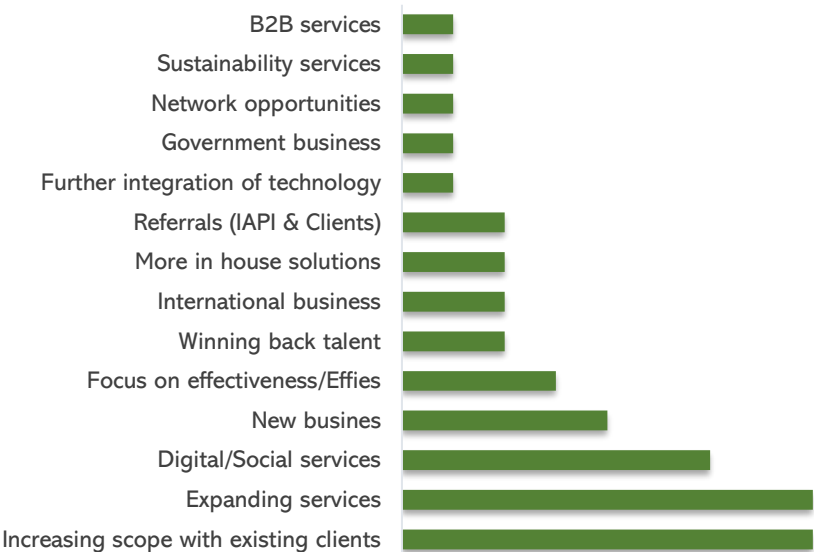 B2B services
Sustainability services
Network opportunities
Government business
Further integration of technology
Referrals (IAPI & Clients)
More in house solutions
International business
Winning back talent
Focus on effectiveness/Effies
New busines
Digital/Social services
Expanding services
Increasing scope with existing clients